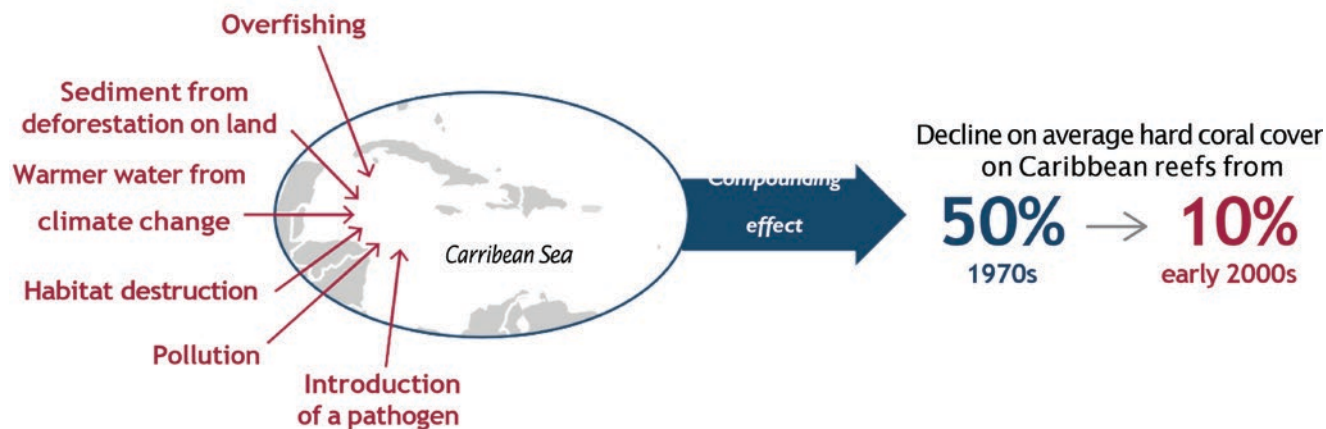 Overfishing
Sediment from
deforestation on land
Warmer water from
climate change
Habitat destruction
Pollution
Introduction
of a pathogen
Carribean Sea
Compounding
effect
Decline on average hard coral cover
on Caribbean reefs from
50% → 10%
1970s
early 2000s